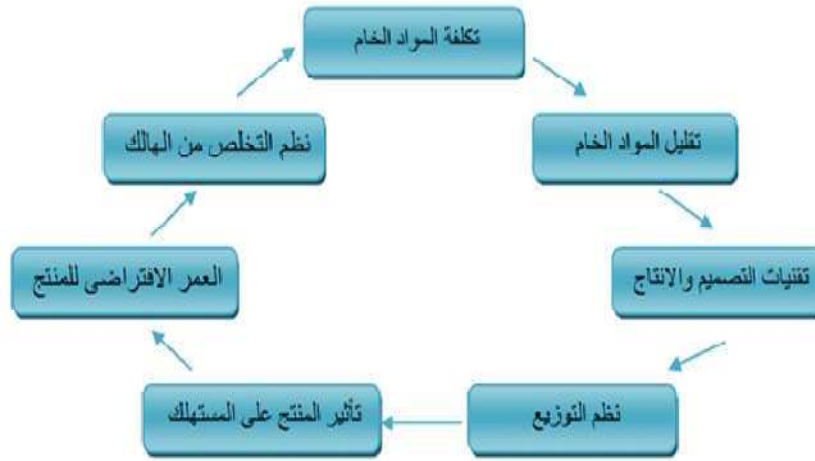 تكلفة المواد الخام
تقليل المواد الخام
تقنيات التصميم والانتاج
نظم التوزيع
تأثير المنتج على المستهلك
العمر الافتراضى للمنتج
نظم التخلص من الهالك